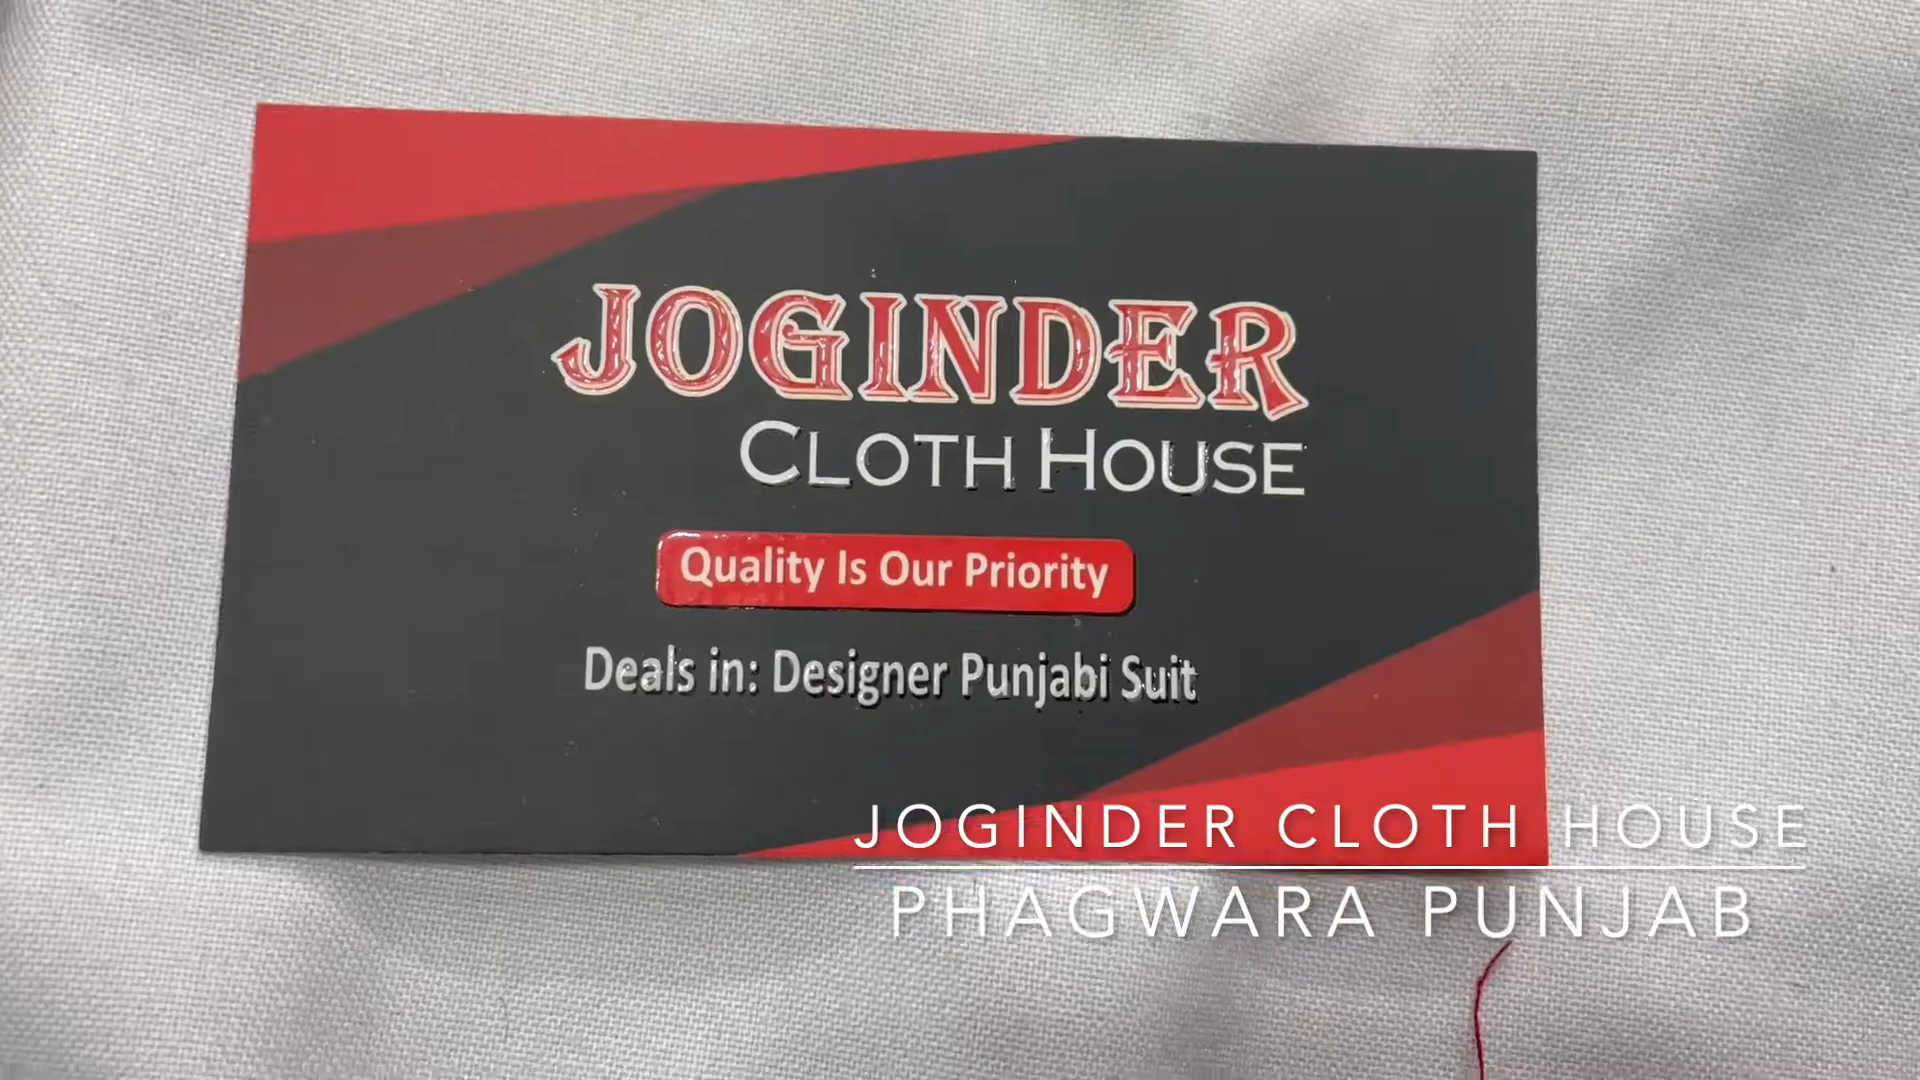 JOGINDER
CLOTH HOUSE
Quality Is Our Priority
Deals in: Designer Punjabi Suit
JOGINDER CLOTH HOUSE
PHAGWARA PUNJAB